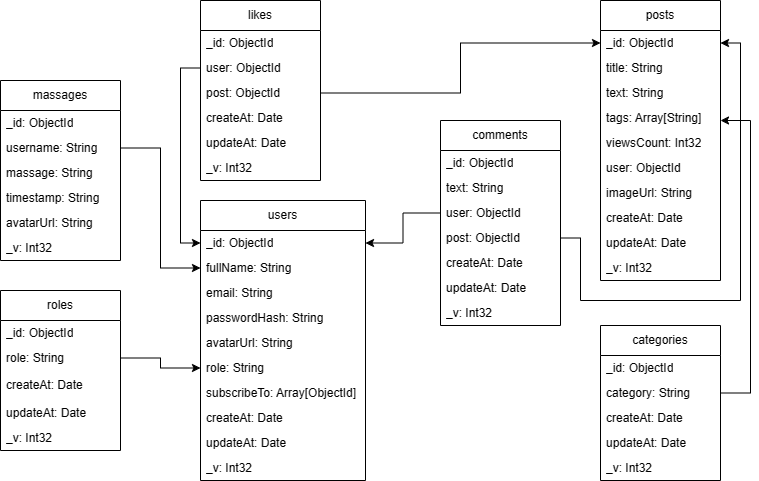 likes
_id: ObjectId
user: ObjectId
post: ObjectId
createAt: Date
updateAt: Date
_v: Int32
posts
_id: ObjectId
title: String
text: String
tags: Array[String]
viewsCount: Int32
user: ObjectId
imageUrl: String
createAt: Date
updateAt: Date
_v: Int32
massages
_id: ObjectId
username: String
massage: String
timestamp: String
avatarUrl: String
_v: Int32
comments
_id: ObjectId
text: String
user: ObjectId
post: ObjectId
createAt: Date
updateAt: Date
_v: Int32
users
_id: ObjectId
fullName: String
email: String
passwordHash: String
avatarUrl: String
role: String
subscribeTo: Array[ObjectId]
createAt: Date
updateAt: Date
_v: Int32
roles
_id: ObjectId
role: String
createAt: Date
updateAt: Date
_v: Int32
categories
_id: ObjectId
category: String
createAt: Date
updateAt: Date
_v: Int32